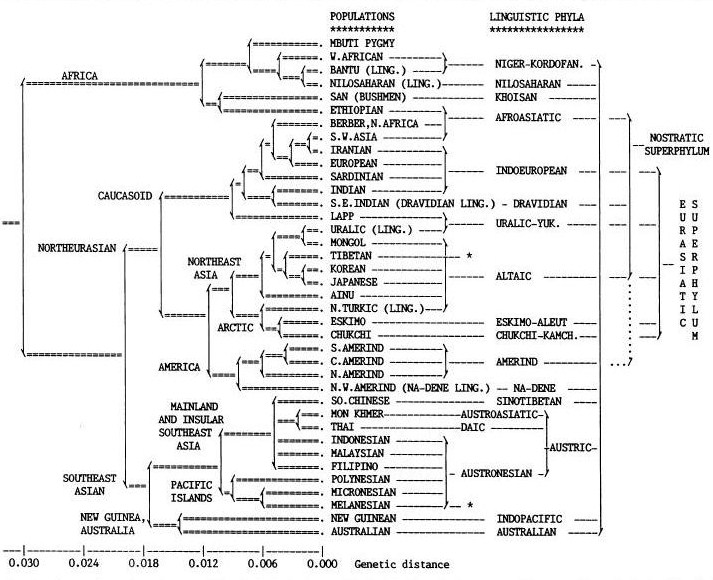 POPULATIONS LINGUISTIC PHYLA
*********** ****************
MBUTI PYGMY
W.AFRICAN
NIGER-KORDOFAN.
BANTU (LING.)
AFRICA
NILOSAHARAN (LING.) NILOSAHARAN
SAN (BUSHMEN) KHOISAN
ETHIOPIAN
AFROASIATIC
BERBER,N.AFRICA
S.W.ASIA
NOSTRATIC
IRANIAN
SUPERPHYLUM
EUROPEAN
INDOEUROPEAN
SARDINIAN
INDIAN
CAUCASOID
S.E.INDIAN (DRAVIDIAN LING.) DRAVIDIAN
LAPP
URALIC-YUK.
URALIC (LING.)
MONGOL
NORTHEURASIAN
TIBETAN *
NORTHEAST
ASIA
KOREAN
ALTAIC
JAPANESE
AINU
N.TURKIC (LING.)
ESKIMO ESKIMO-ALEUT
ARCTIC
CHUKCHI CHUKCHI-KAMCH.
EURASIATIC
SUPERPHYLUM
S.AMERIND
AMERICA
C.AMERIND AMERIND
N.AMERIND
N.W.AMERIND (NA-DENE LING.) NA-DENE
SO.CHINESE SINOTIBETAN
MAINLAND
AND INSULAR
SOUTHEAST
ASIA
MON KHMER AUSTROASIATIC
THAI DAIC
INDONESIAN
AUSTRIC
MALAYSIAN
FILIPINO
AUSTRONESIAN
SOUTHEAST
ASIAN
POLYNESIAN
PACIFIC
ISLANDS
MICRONESIAN
MELANESIAN *
NEW GUINEA,
AUSTRALIA
NEW GUINEAN INDOPACIFIC
AUSTRALIAN AUSTRALIAN
0.030 0.024 0.018 0.012 0.006 0.000 Genetic distance